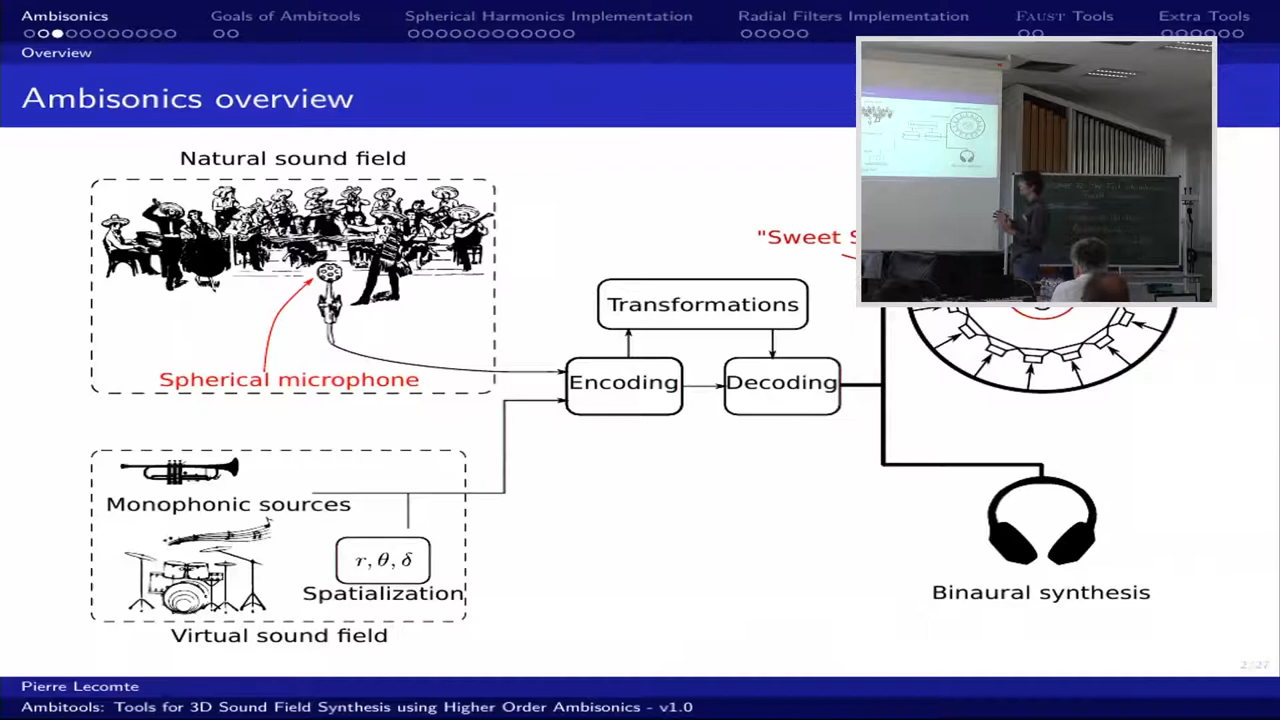 Ambisonics
Goals of Ambitools
Spherical Harmonics Implementation
Radial Filters Implementation
FAUST Tools
Extra Tools
Overview
Ambisonics overview
Natural sound field
Spherical microphone
"Sweet S
Transformations
Encoding
Decoding
Monophonic sources
r, θ, δ
Spatialization
Virtual sound field
Binaural synthesis
2/27
Pierre Lecomte
Ambitools: Tools for 3D Sound Field Synthesis using Higher Order Ambisonics - v1.0